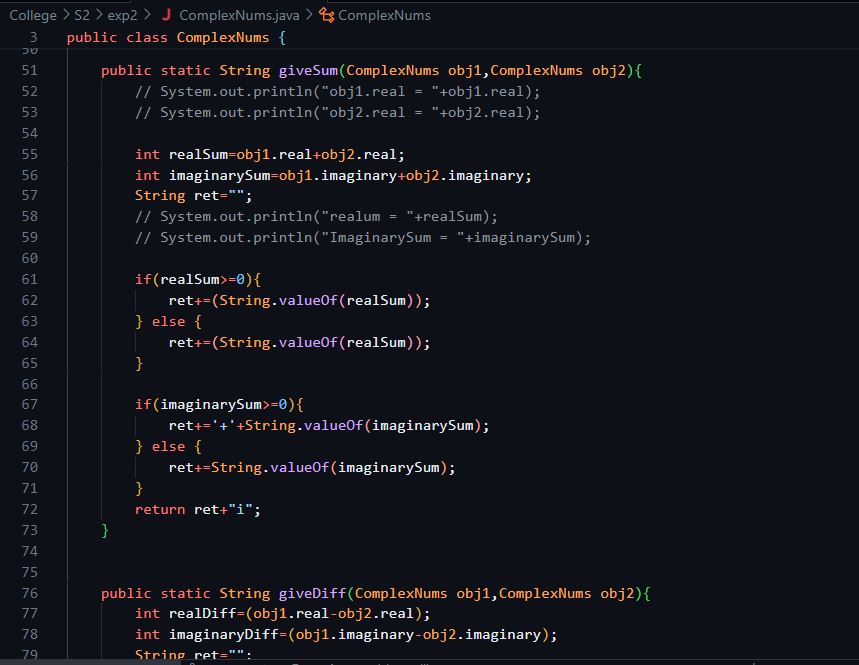 College > S2 > exp2 > J ComplexNums.java > ComplexNums
3 public class ComplexNums {
50
51 public static String giveSum(ComplexNums obj1,ComplexNums obj2){
52 // System.out.println("obj1.real = "+obj1.real);
53 // System.out.println("obj2.real = "+obj2.real);
54
55 int realSum=obj1.real+obj2.real;
56 int imaginarySum=obj1.imaginary+obj2.imaginary;
57 String ret="";
58 // System.out.println("realum = "+realSum);
59 // System.out.println("ImaginarySum = "+imaginarySum);
60
61 if(realSum>=0){
62 ret+=(String.valueOf(realSum));
63 } else {
64 ret+=(String.valueOf(realSum));
65 }
66
67 if(imaginarySum>=0){
68 ret+='+'+String.valueOf(imaginarySum);
69 } else {
70 ret+=String.valueOf(imaginarySum);
71 }
72 return ret+"i";
73 }
74
75
76 public static String giveDiff(ComplexNums obj1,ComplexNums obj2){
77 int realDiff=(obj1.real-obj2.real);
78 int imaginaryDiff=(obj1.imaginary-obj2.imaginary);
79 String ret="";